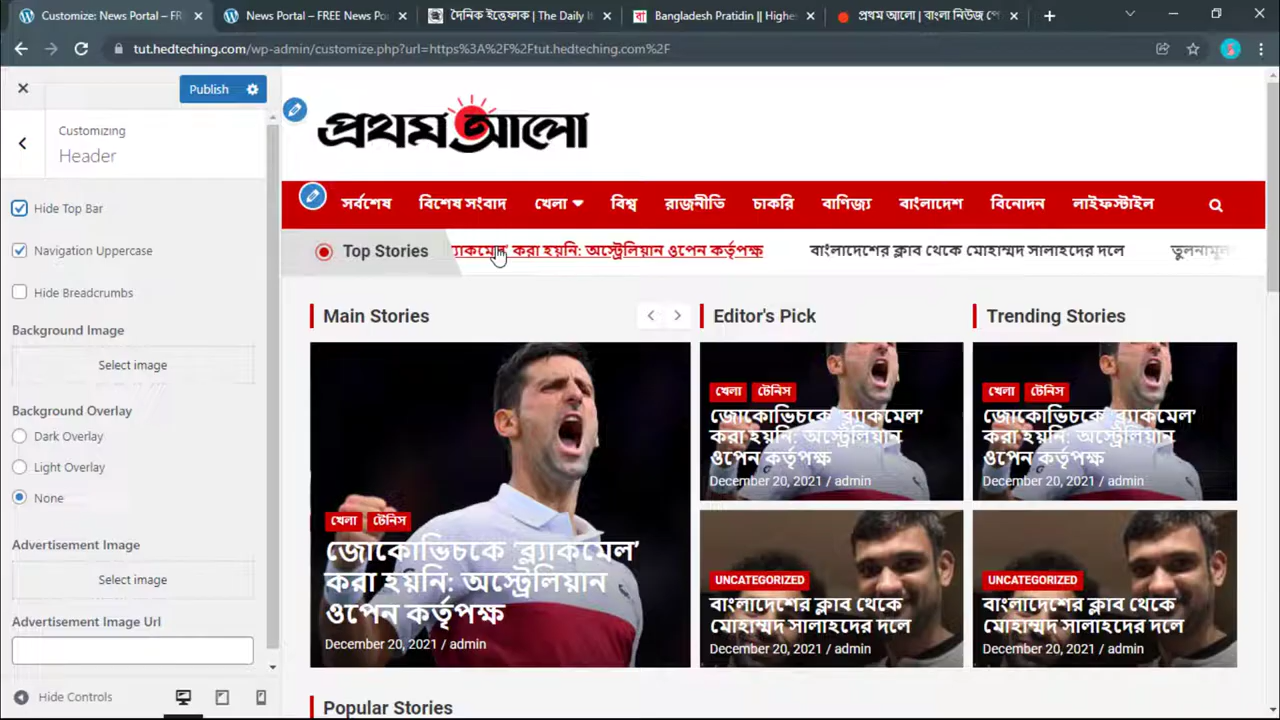 Customize: News Portal – FR
News Portal – FREE News Po
দৈনিক ইত্তেফাক | The Daily I
Bangladesh Pratidin || Highe
প্রথম আলো | বাংলা নিউজ পে
tut.hedteching.com/wp-admin/customize.php?url=https%3A%2F%2Ftut.hedteching.com%2F
Publish
Customizing
Header
Hide Top Bar
Navigation Uppercase
Hide Breadcrumbs
Background Image
Select image
Background Overlay
Dark Overlay
Light Overlay
None
Advertisement Image
Select image
Advertisement Image Url
Hide Controls
প্রথম আলো
সর্বশেষ বিশেষ সংবাদ খেলা বিশ্ব রাজনীতি চাকরি বাণিজ্য বাংলাদেশ বিনোদন লাইফস্টাইল
Top Stories
করা হয়নি: অস্ট্রেলিয়ান ওপেন কর্তৃপক্ষ বাংলাদেশের ক্লাব থেকে মোহাম্মদ সালাহদের দলে তুলনামূল
Main Stories
খেলা টেনিস
জোকোভিচকে ‘ব্ল্যাকমেল’
করা হয়নি: অস্ট্রেলিয়ান
ওপেন কর্তৃপক্ষ
December 20, 2021 / admin
Editor's Pick
খেলা টেনিস
জোকোভিচকে ‘ব্ল্যাকমেল’
করা হয়নি: অস্ট্রেলিয়ান
ওপেন কর্তৃপক্ষ
December 20, 2021 / admin
UNCATEGORIZED
বাংলাদেশের ক্লাব থেকে
মোহাম্মদ সালাহদের দলে
December 20, 2021 / admin
Trending Stories
খেলা টেনিস
জোকোভিচকে ‘ব্ল্যাকমেল’
করা হয়নি: অস্ট্রেলিয়ান
ওপেন কর্তৃপক্ষ
December 20, 2021 / admin
UNCATEGORIZED
বাংলাদেশের ক্লাব থেকে
মোহাম্মদ সালাহদের দলে
December 20, 2021 / admin
Popular Stories